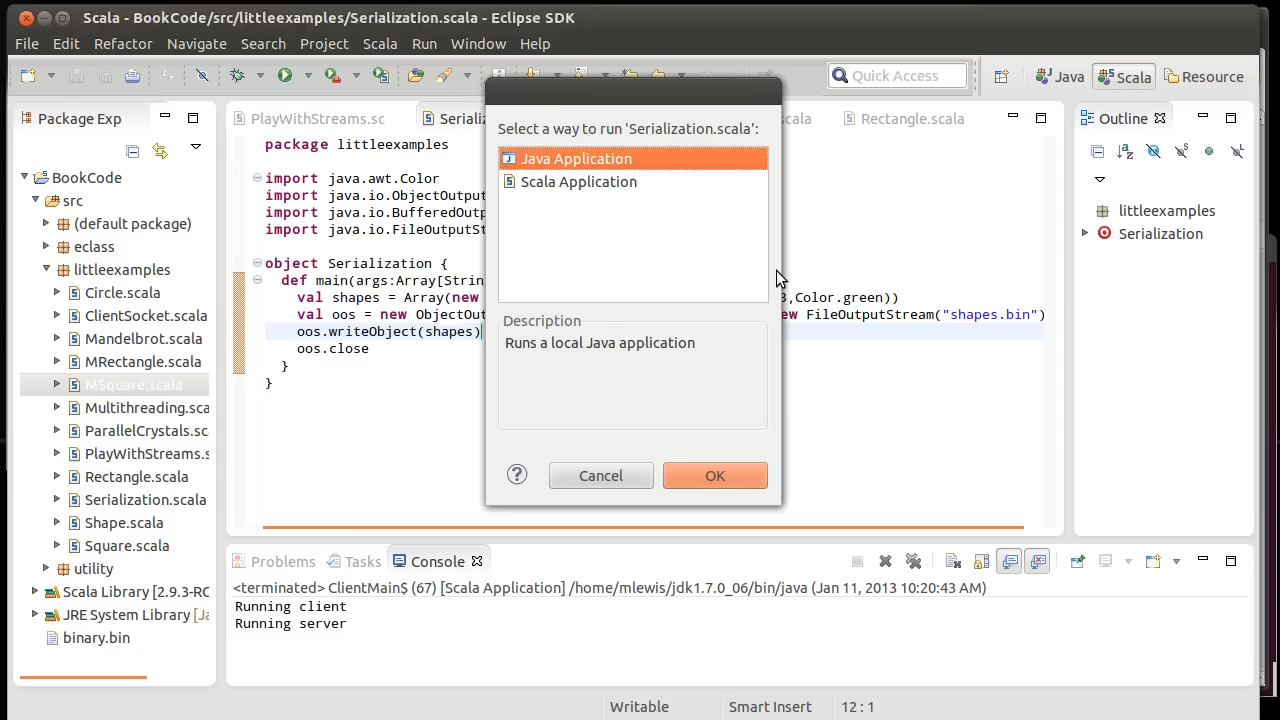 Scala - BookCode/src/littleexamples/Serialization.scala - Eclipse SDK
File Edit Refactor Navigate Search Project Scala Run Window Help
Quick Access
Java
Scala
Resource
Package Exp
BookCode
src
(default package)
eclass
littleexamples
Circle.scala
ClientSocket.scala
Mandelbrot.scala
MRectangle.scala
MSquare.scala
Multithreading.sca
ParallelCrystals.sc
PlayWithStreams.s
Rectangle.scala
Serialization.scala
Shape.scala
Square.scala
utility
Scala Library [2.9.3-RC
JRE System Library [Ja
binary.bin
PlayWithStreams.sc
Serializ
scala
Rectangle.scala
package littleexamples
import java.awt.Color
import java.io.ObjectOutput
import java.io.BufferedOutp
import java.io.FileOutputSt
object Serialization {
def main(args:Array[Strin
val shapes = Array(new 3,Color.green))
val oos = new ObjectOut ew FileOutputStream("shapes.bin")
oos.writeObject(shapes)
oos.close
}
}
Select a way to run 'Serialization.scala':
Java Application
Scala Application
Description
Runs a local Java application
?
Cancel
OK
Outline
littleexamples
Serialization
Problems
Tasks
Console
<terminated> ClientMain$ (67) [Scala Application] /home/mlewis/jdk1.7.0_06/bin/java (Jan 11, 2013 10:20:43 AM)
Running client
Running server
Writable
Smart Insert
12 : 1